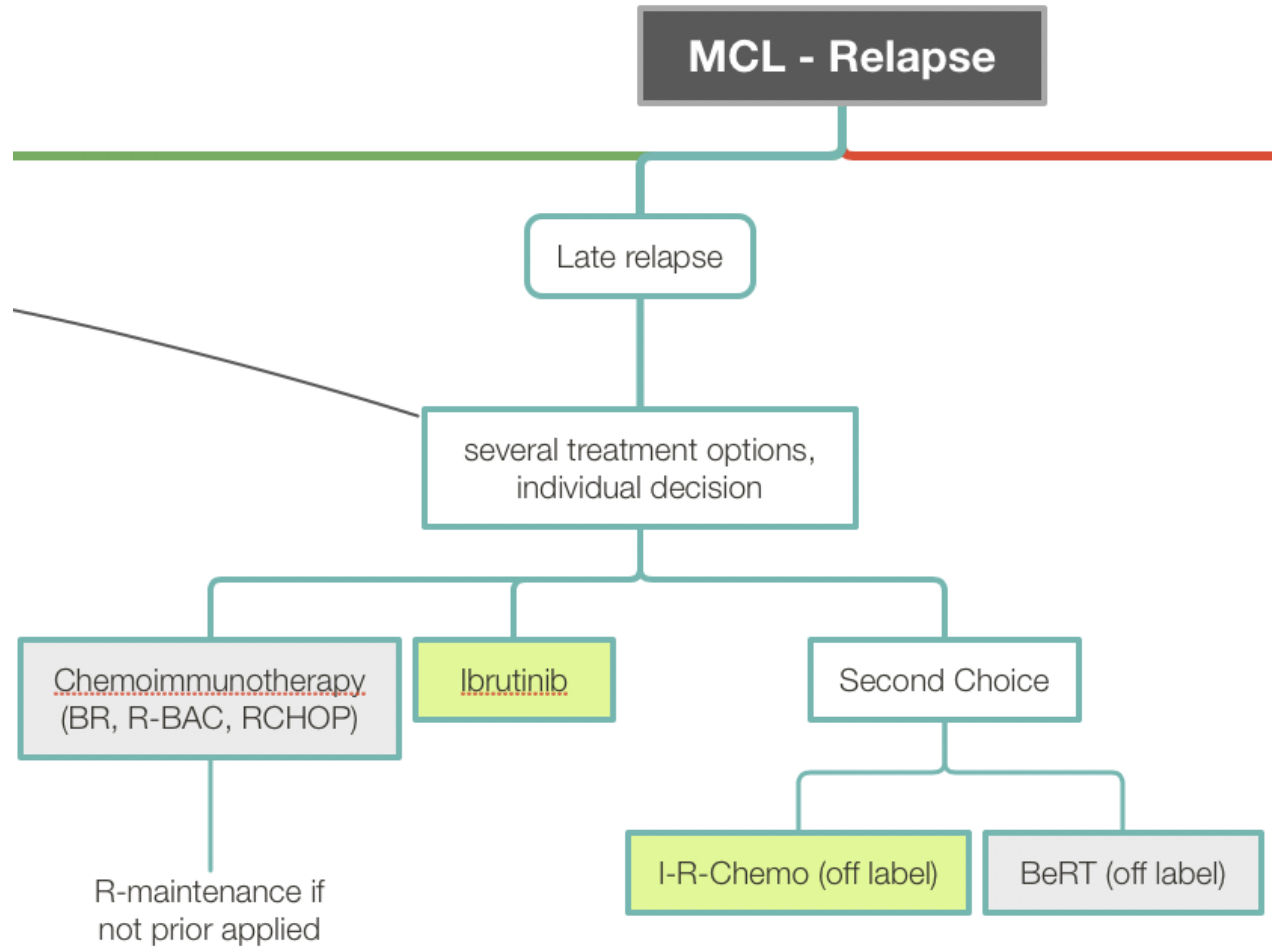 MCL - Relapse
Late relapse
several treatment options,
individual decision
Chemoimmunotherapy
(BR, R-BAC, RCHOP)
Ibrutinib
Second Choice
I-R-Chemo (off label)
BeRT (off label)
R-maintenance if
not prior applied